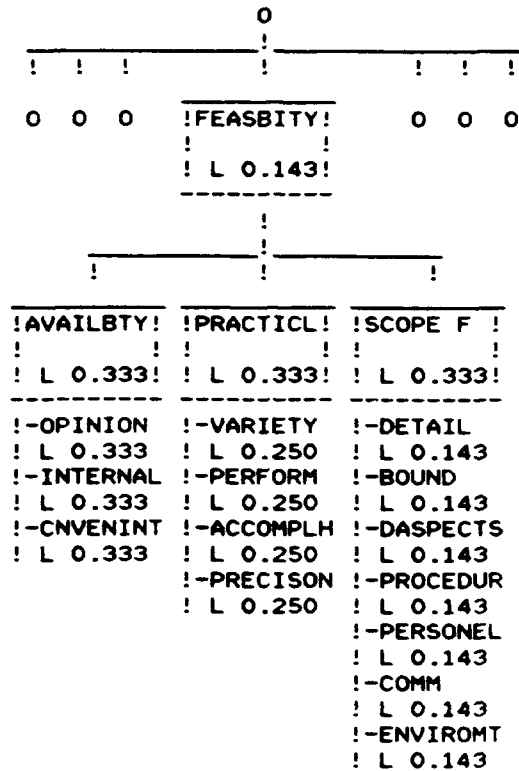 O
! ! ! ! ! ! !
O O O !FEASBITY! O O O
! !
! L 0.143!
---------
!
!
! ! !
!AVAILBTY! !PRACTICL! !SCOPE F !
! ! ! ! ! !
! L 0.333! ! L 0.333! ! L 0.333!
--------- --------- ---------
!-OPINION !-VARIETY !-DETAIL
! L 0.333 ! L 0.250 ! L 0.143
!-INTERNAL !-PERFORM !-BOUND
! L 0.333 ! L 0.250 ! L 0.143
!-CNVENINT !-ACCOMPLH !-DASPECTS
! L 0.333 ! L 0.250 ! L 0.143
!-PRECISON !-PROCEDUR
! L 0.250 ! L 0.143
!-PERSONEL
! L 0.143
!-COMM
! L 0.143
!-ENVIROMT
! L 0.143